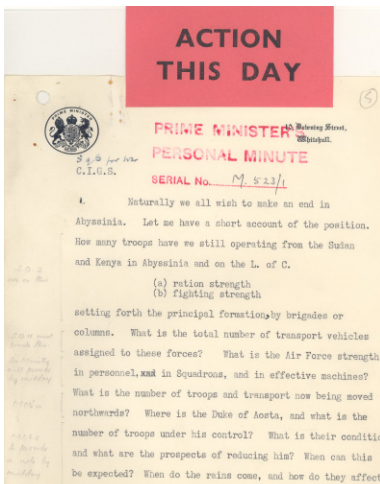 ACTION
THIS DAY
5
PRIME MINISTER
10, Downing Street,
Whitehall.
PRIME MINISTER'S
PERSONAL MINUTE
SERIAL No. M. 523/1
S of S for War
C.I.G.S.
1. Naturally we all wish to make an end in
Abyssinia. Let me have a short account of the position.
How many troops have we still operating from the Sudan
and Kenya in Abyssinia and on the L. of C.
(a) ration strength
(b) fighting strength
setting forth the principal formation, by brigades or
columns. What is the total number of transport vehicles
assigned to these forces? What is the Air Force strength
in personnel, in Squadrons, and in effective machines?
What is the number of troops and transport now being moved
northwards? Where is the Duke of Aosta, and what is the
number of troops under his control? What is their conditi
and what are the prospects of reducing him? When can this
be expected? When do the rains come, and how do they affect